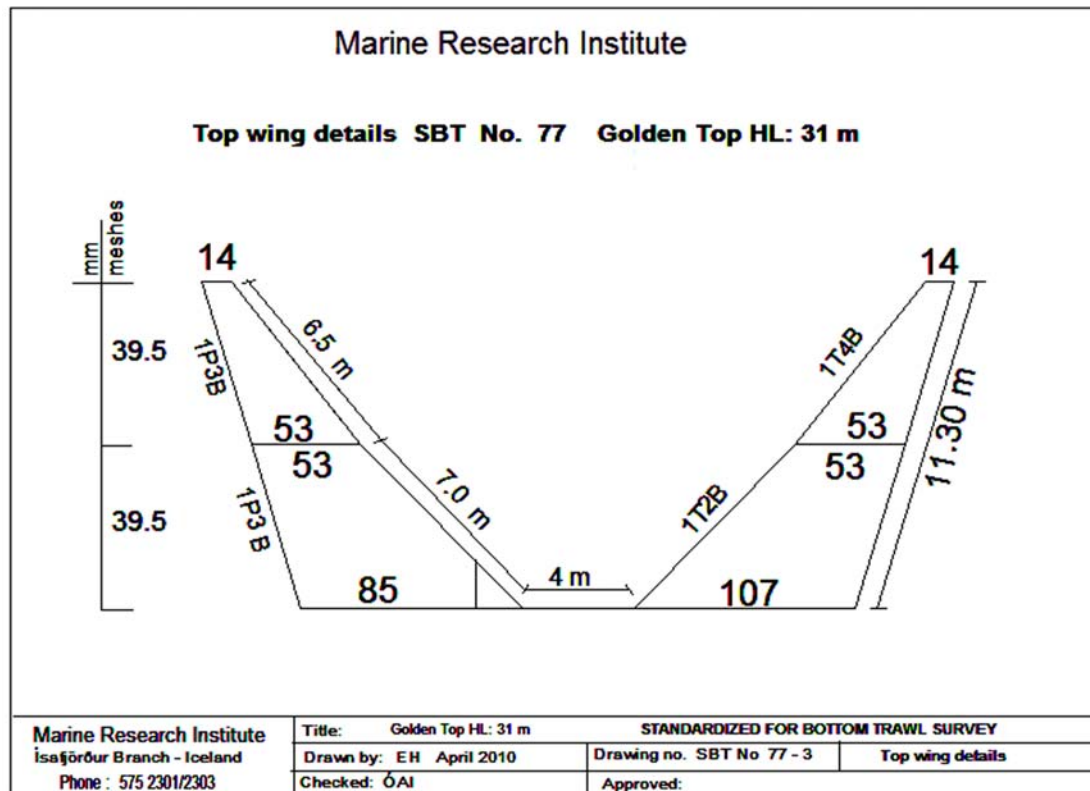 Marine Research Institute
Top wing details SBT No. 77 Golden Top HL: 31 m
mm
meshes
14
14
39.5
1P3B
6.5 m
1T4B
53
53
53
53
11.30 m
39.5
1P3 B
7.0 m
1T2B
4 m
85
107
Marine Research Institute
Ísafjörður Branch - Iceland
Phone : 575 2301/2303
Title: Golden Top HL: 31 m
STANDARDIZED FOR BOTTOM TRAWL SURVEY
Drawn by: EH April 2010
Drawing no. SBT No 77 - 3
Top wing details
Checked: ÓAI
Approved: